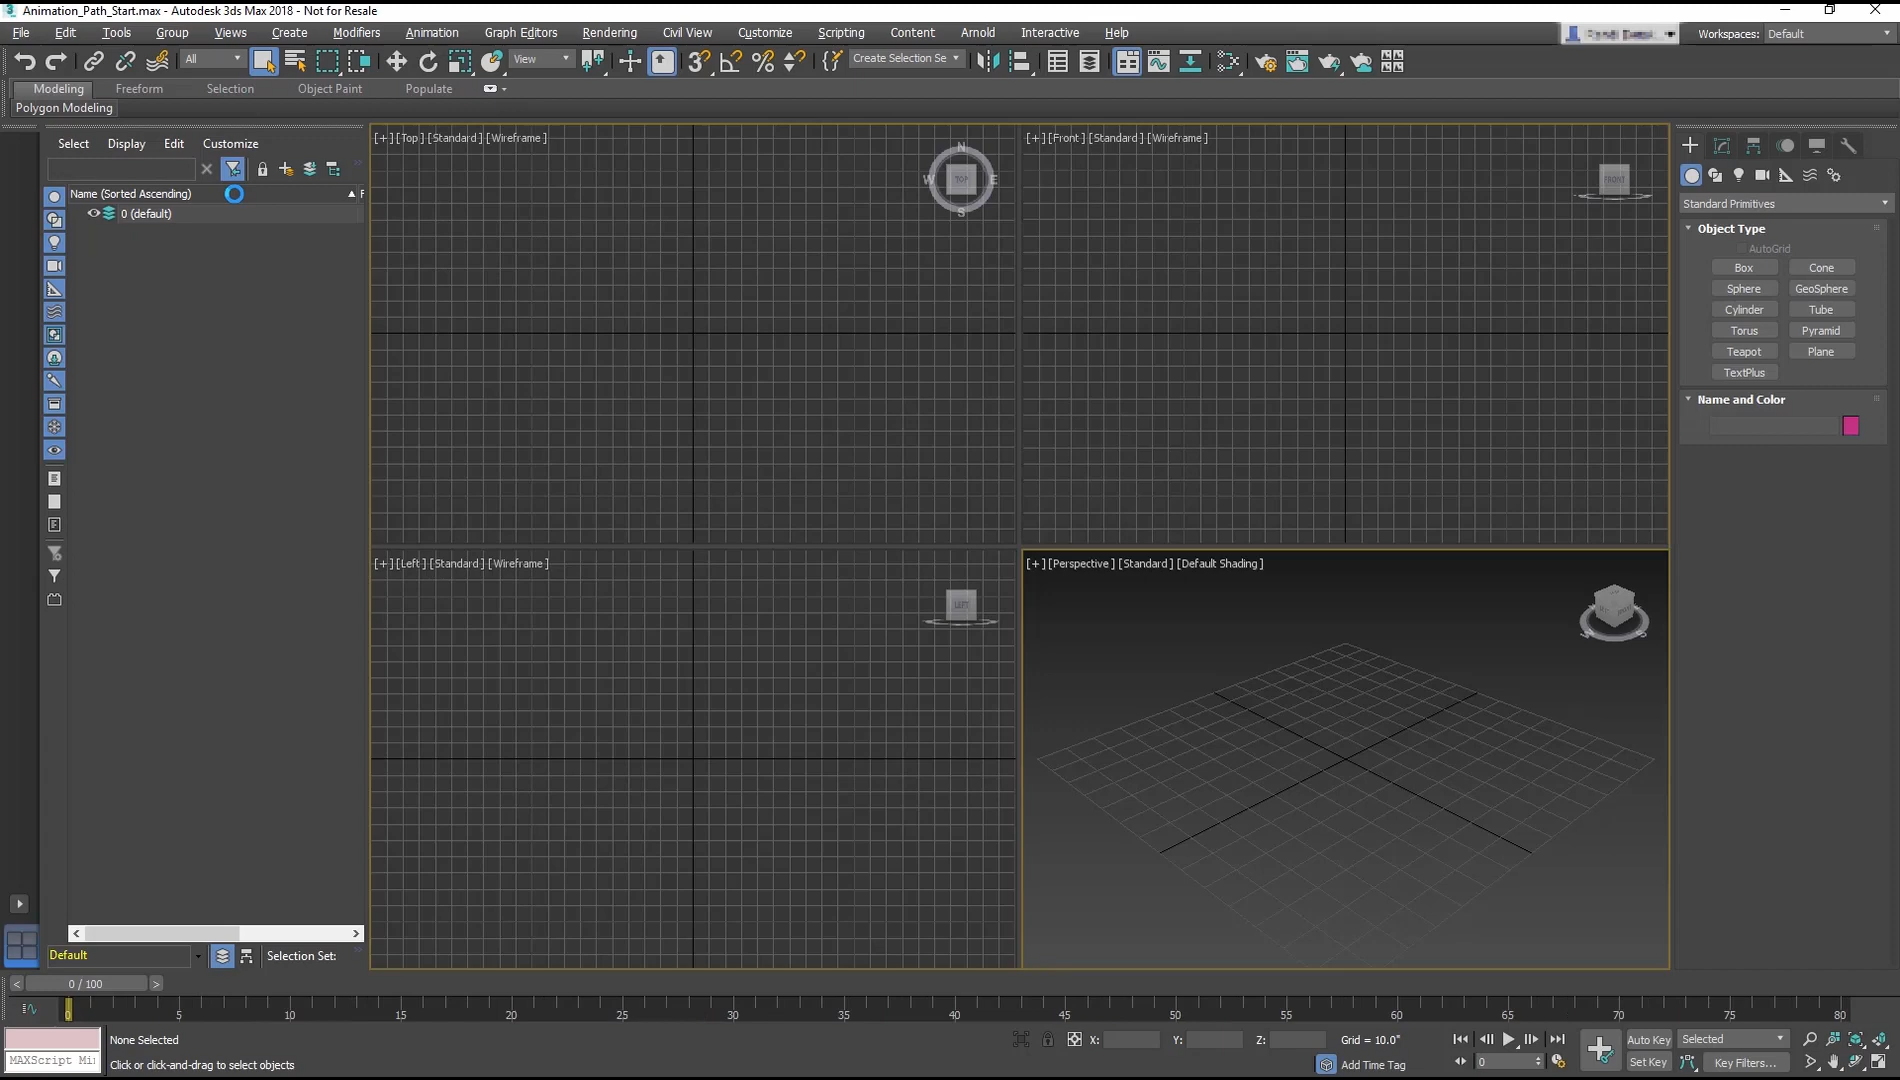 Animation_Path_Start.max - Autodesk 3ds Max 2018 - Not for Resale
File Edit Tools Group Views Create Modifiers Animation Graph Editors Rendering Civil View Customize Scripting Content Arnold Interactive Help
Workspaces: Default
All View Create Selection Se
Modeling Freeform Selection Object Paint Populate
Polygon Modeling
Select Display Edit Customize
Name (Sorted Ascending)
0 (default)
[+] [Top] [Standard] [Wireframe]
N
W TOP E
S
[+] [Front] [Standard] [Wireframe]
FRONT
[+] [Left] [Standard] [Wireframe]
LEFT
[+] [Perspective] [Standard] [Default Shading]
Standard Primitives
Object Type
AutoGrid
Box Cone
Sphere GeoSphere
Cylinder Tube
Torus Pyramid
Teapot Plane
TextPlus
Name and Color
Default
Selection Set:
< 0 / 100 >
0 5 10 15 20 25 30 35 40 45 50 55 60 65 70 75 80
None Selected
X: Y: Z: Grid = 10.0"
Auto Key Selected
MAXScript Mi
Click or click-and-drag to select objects
Add Time Tag
0
Set Key Key Filters...